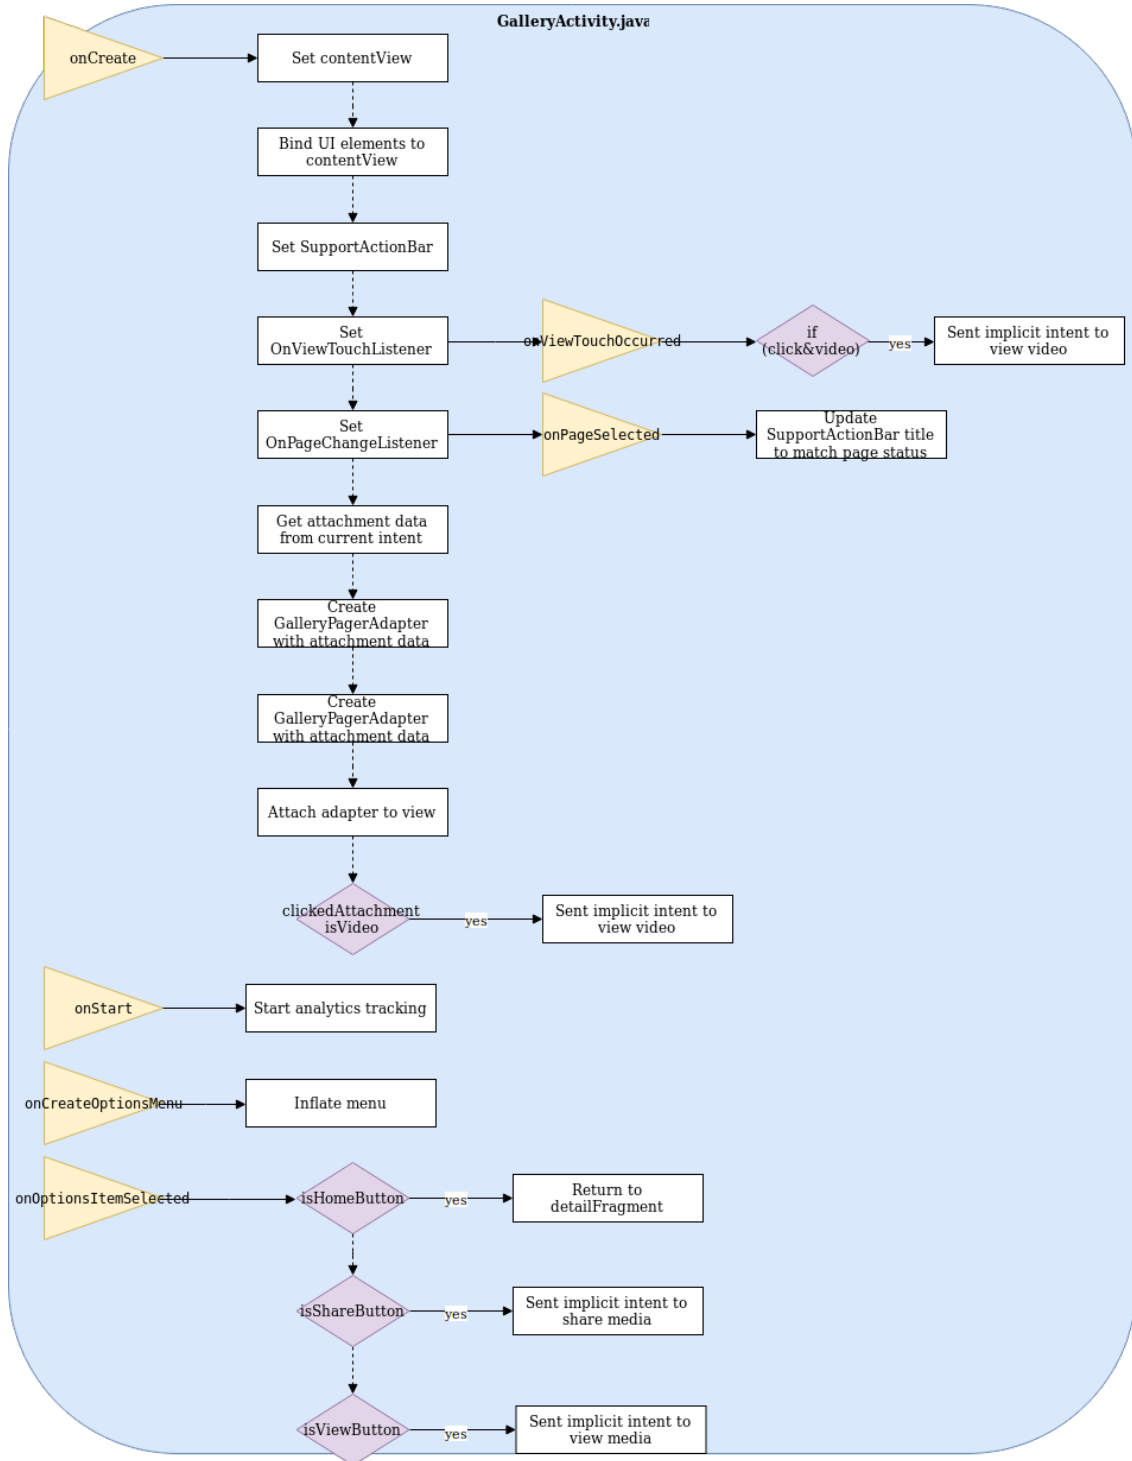 GalleryActivity.java
onCreate
Set contentView
Bind UI elements to
contentView
Set SupportActionBar
Set
OnViewTouchListener
onViewTouchOccurred
if
(click&video)
yes
Sent implicit intent to
view video
Set
OnPageChangeListener
onPageSelected
Update
SupportActionBar title
to match page status
Get attachment data
from current intent
Create
GalleryPagerAdapter
with attachment data
Create
GalleryPagerAdapter
with attachment data
Attach adapter to view
clickedAttachment
isVideo
yes
Sent implicit intent to
view video
onStart
Start analytics tracking
onCreateOptionsMenu
Inflate menu
onOptionsItemSelected
isHomeButton
yes
Return to
detailFragment
isShareButton
yes
Sent implicit intent to
share media
isViewButton
yes
Sent implicit intent to
view media